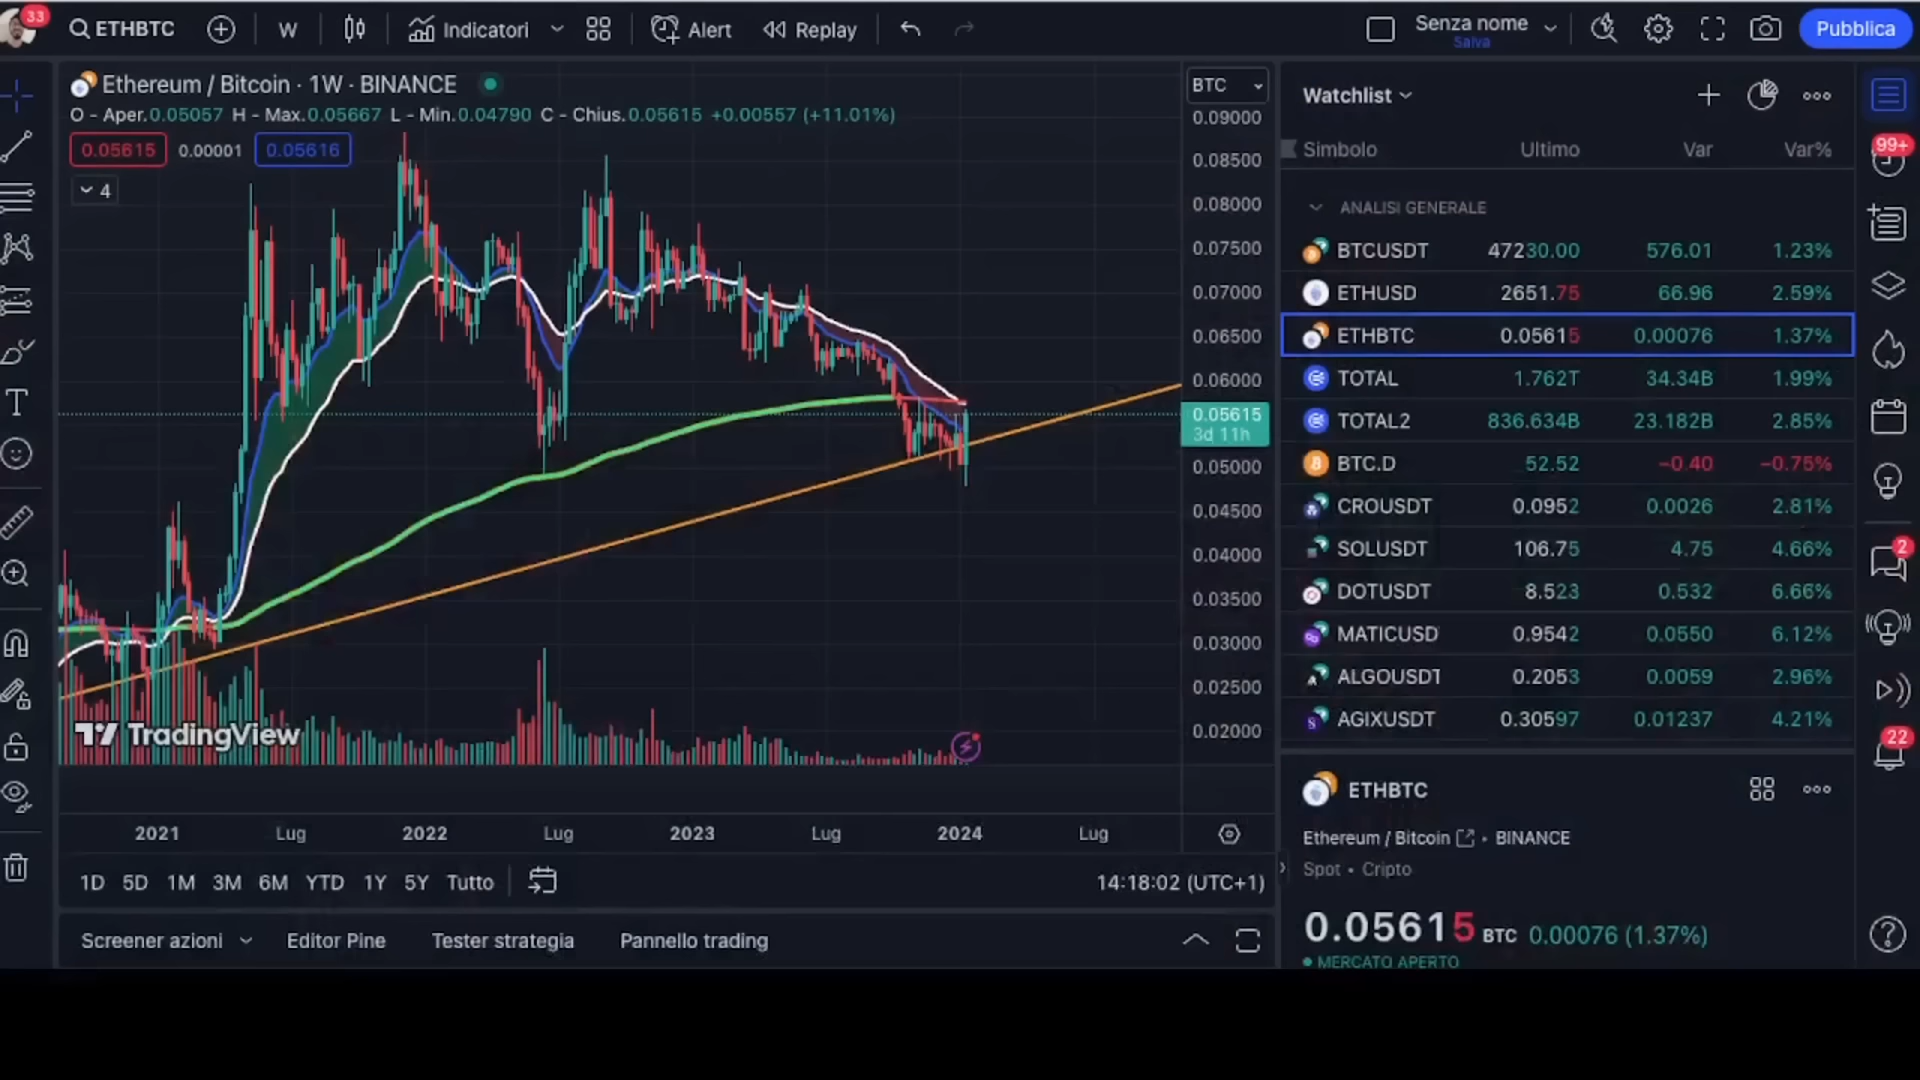 33
ETHBTC
W
Indicatori
Alert
Replay
Senza nome
Salva
Pubblica
Ethereum / Bitcoin · 1W · BINANCE
O - Aper.0.05057 H - Max.0.05667 L - Min.0.04790 C - Chius.0.05615 +0.00557 (+11.01%)
0.05615 0.00001 0.05616
4
BTC
0.09000
0.08500
0.08000
0.07500
0.07000
0.06500
0.06000
0.05615
3d 11h
0.05000
0.04500
0.04000
0.03500
0.03000
0.02500
0.02000
TradingView
2021 Lug 2022 Lug 2023 Lug 2024 Lug
1D 5D 1M 3M 6M YTD 1Y 5Y Tutto
14:18:02 (UTC+1)
Screener azioni Editor Pine Tester strategia Pannello trading
Watchlist
Simbolo Ultimo Var Var%
ANALISI GENERALE
BTCUSDT 47230.00 576.01 1.23%
ETHUSD 2651.75 66.96 2.59%
ETHBTC 0.05615 0.00076 1.37%
TOTAL 1.762T 34.34B 1.99%
TOTAL2 836.634B 23.182B 2.85%
BTC.D 52.52 −0.40 −0.75%
CROUSDT 0.0952 0.0026 2.81%
SOLUSDT 106.75 4.75 4.66%
DOTUSDT 8.523 0.532 6.66%
MATICUSD 0.9542 0.0550 6.12%
ALGOUSDT 0.2053 0.0059 2.96%
AGIXUSDT 0.30597 0.01237 4.21%
ETHBTC
Ethereum / Bitcoin · BINANCE
Spot • Cripto
0.05615 BTC 0.00076 (1.37%)
MERCATO APERTO
99+
2
22